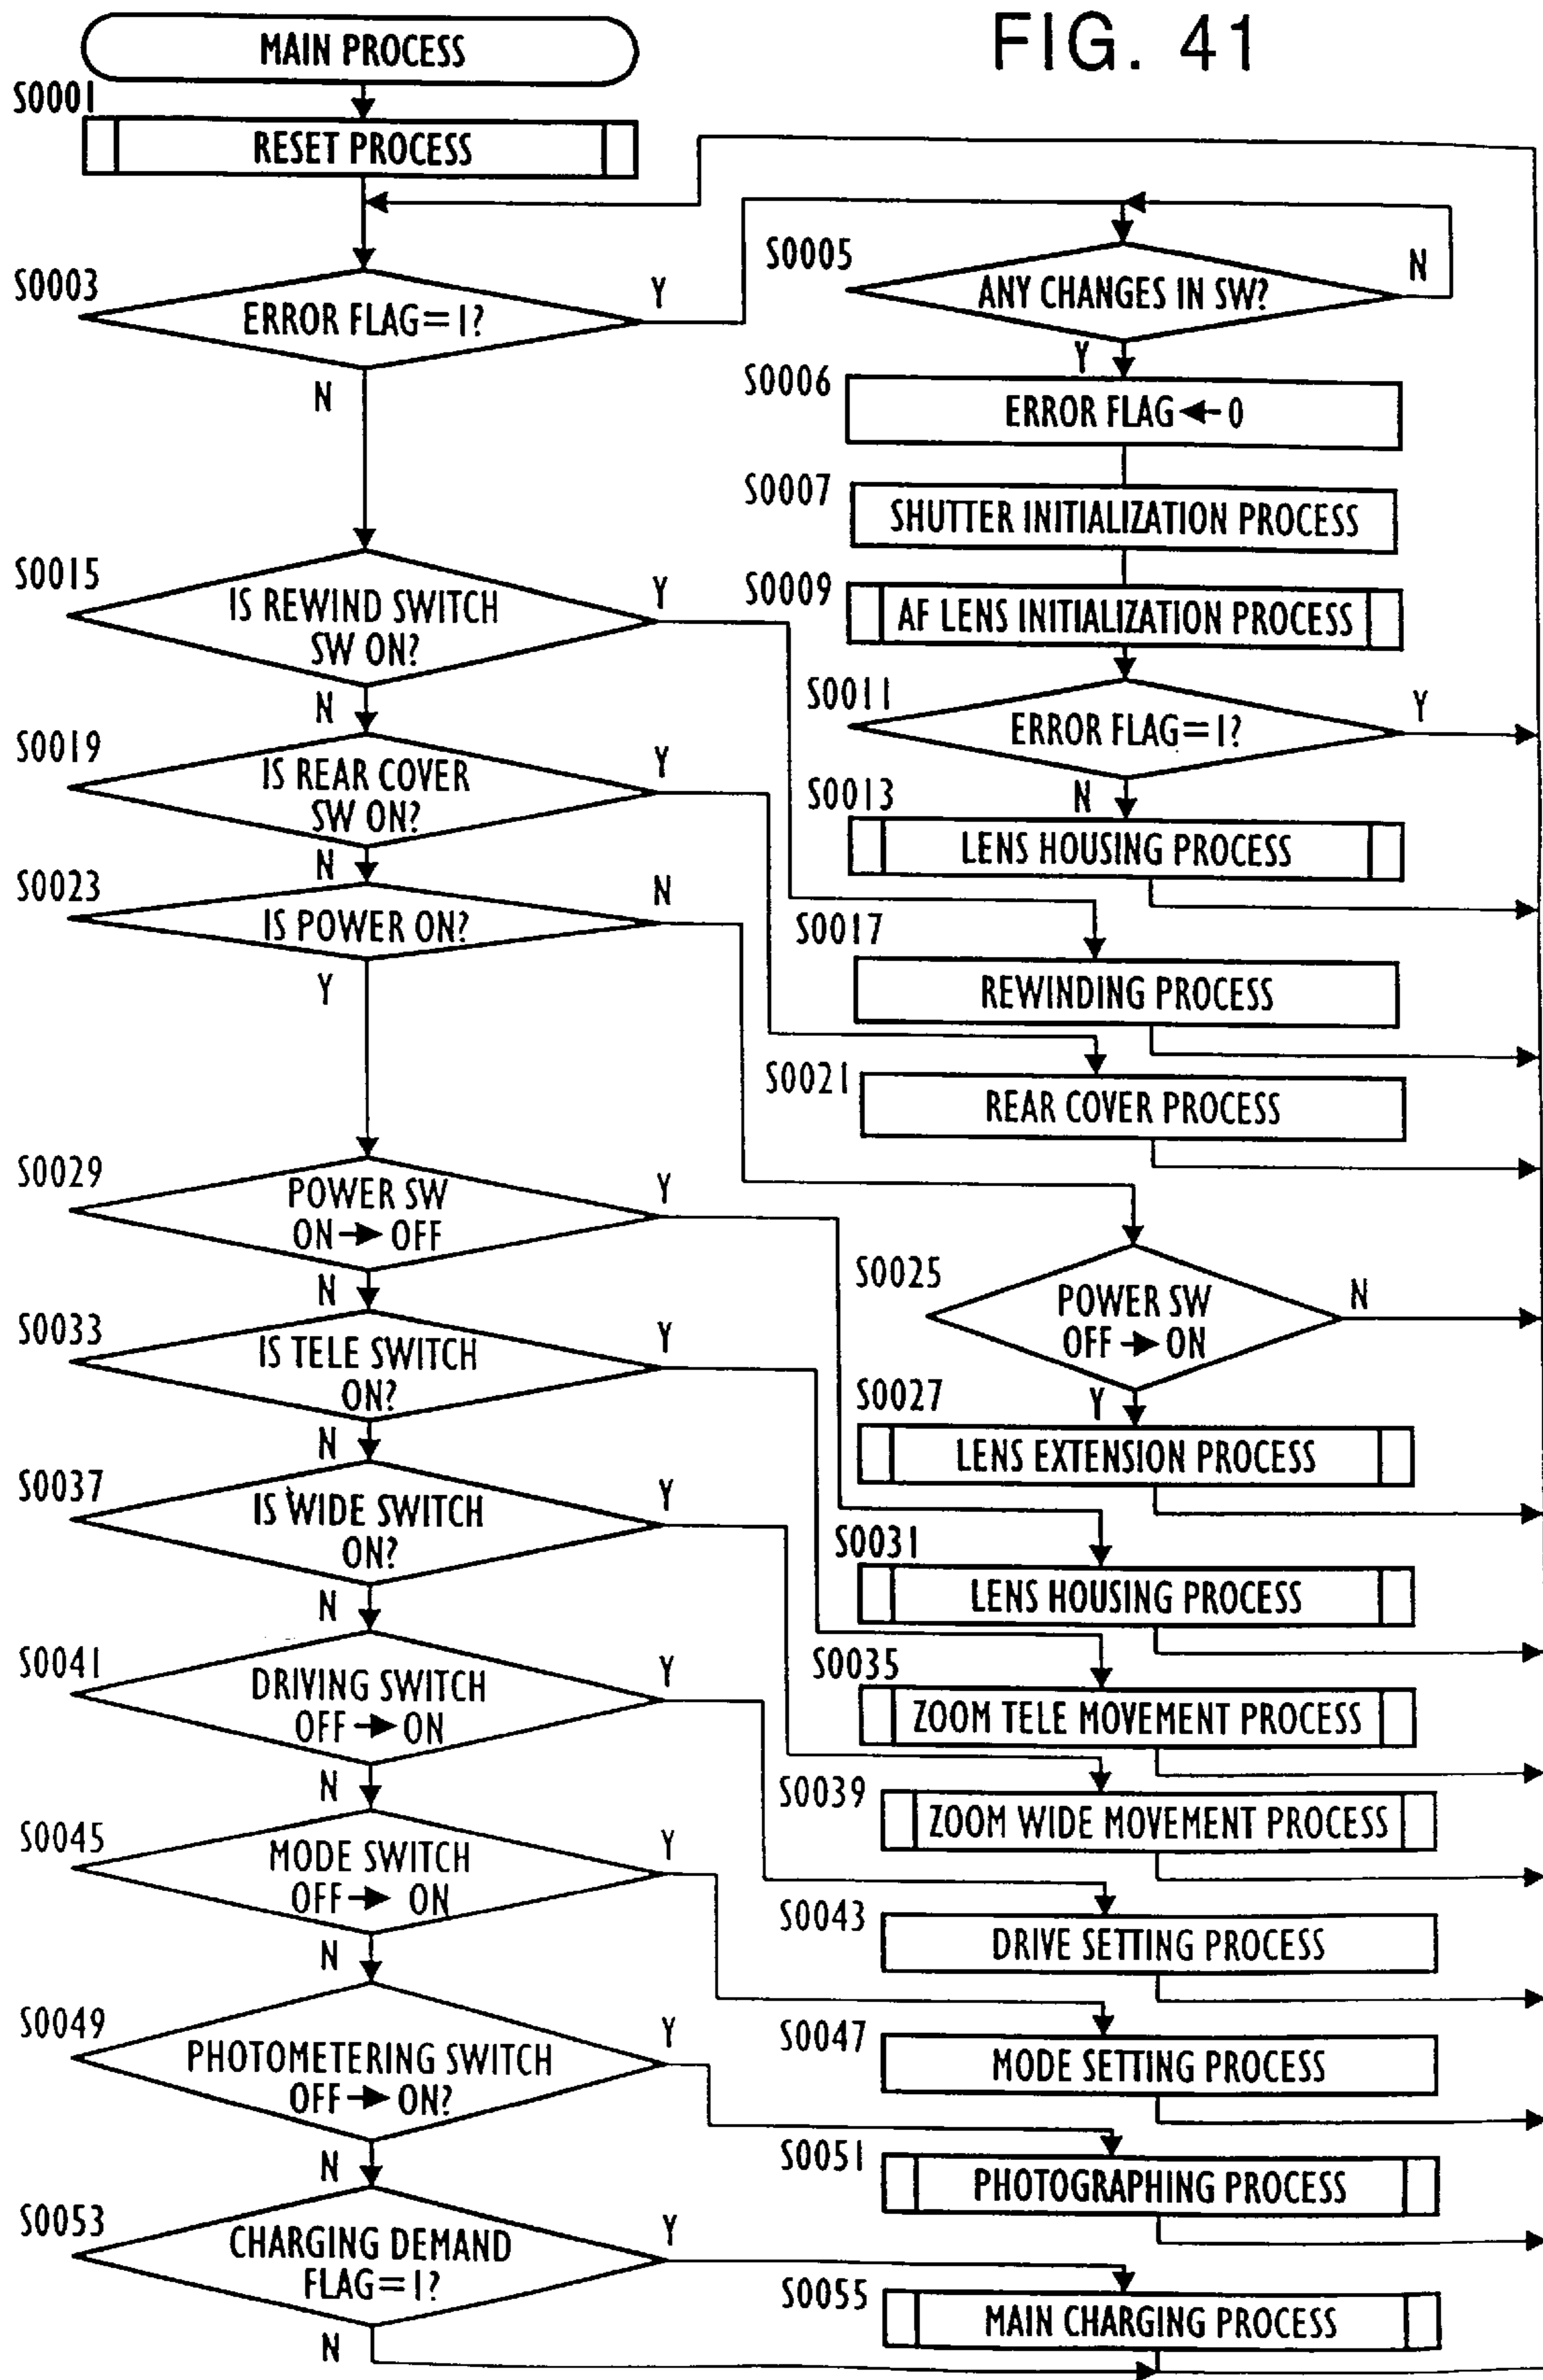 FIG. 41
MAIN PROCESS
S0001
RESET PROCESS
S0003
ERROR FLAG=1?
Y
N
S0005
ANY CHANGES IN SW?
N
Y
S0006
ERROR FLAG←0
S0007
SHUTTER INITIALIZATION PROCESS
S0009
AF LENS INITIALIZATION PROCESS
S0011
ERROR FLAG=1?
Y
N
S0013
LENS HOUSING PROCESS
S0015
IS REWIND SWITCH
SW ON?
Y
N
S0017
REWINDING PROCESS
S0019
IS REAR COVER
SW ON?
Y
N
S0021
REAR COVER PROCESS
S0023
IS POWER ON?
N
Y
S0025
POWER SW
OFF→ON
N
Y
S0027
LENS EXTENSION PROCESS
S0029
POWER SW
ON→OFF
Y
N
S0031
LENS HOUSING PROCESS
S0033
IS TELE SWITCH
ON?
Y
N
S0035
ZOOM TELE MOVEMENT PROCESS
S0037
IS WIDE SWITCH
ON?
Y
N
S0039
ZOOM WIDE MOVEMENT PROCESS
S0041
DRIVING SWITCH
OFF→ON
Y
N
S0043
DRIVE SETTING PROCESS
S0045
MODE SWITCH
OFF→ON
Y
N
S0047
MODE SETTING PROCESS
S0049
PHOTOMETERING SWITCH
OFF→ON?
Y
N
S0051
PHOTOGRAPHING PROCESS
S0053
CHARGING DEMAND
FLAG=1?
Y
N
S0055
MAIN CHARGING PROCESS